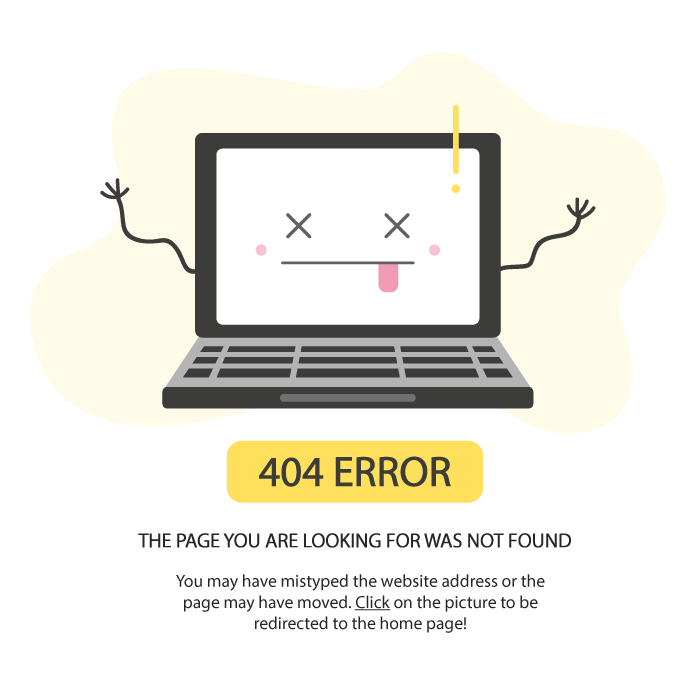 404 ERROR
THE PAGE YOU ARE LOOKING FOR WAS NOT FOUND
You may have mistyped the website address or the
page may have moved. Click on the picture to be
redirected to the home page!